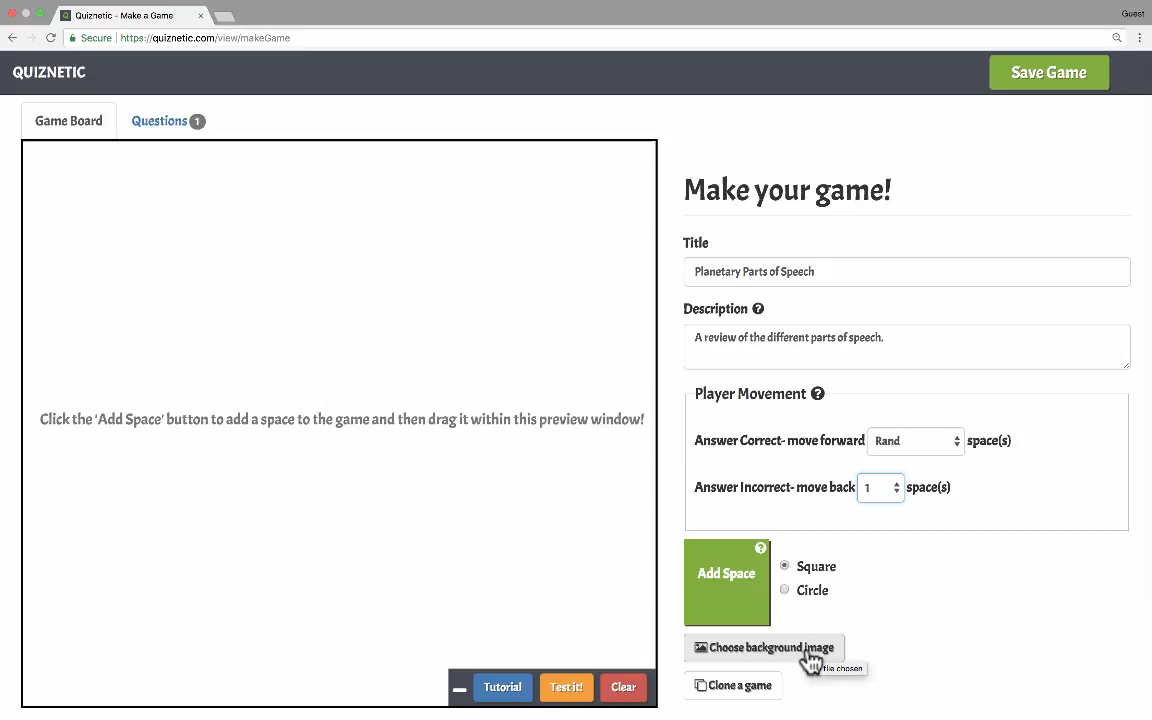 Quiznetic - Make a Game
Guest
Secure https://quiznetic.com/view/makeGame
QUIZNETIC
Save Game
Game Board
Questions 1
Make your game!
Title
Planetary Parts of Speech
Description
A review of the different parts of speech.
Player Movement
Answer Correct- move forward Rand space(s)
Click the 'Add Space' button to add a space to the game and then drag it within this preview window!
Answer Incorrect- move back 1 space(s)
Add Space
Square
Circle
Choose background image
file chosen
Clone a game
Tutorial
Test it!
Clear